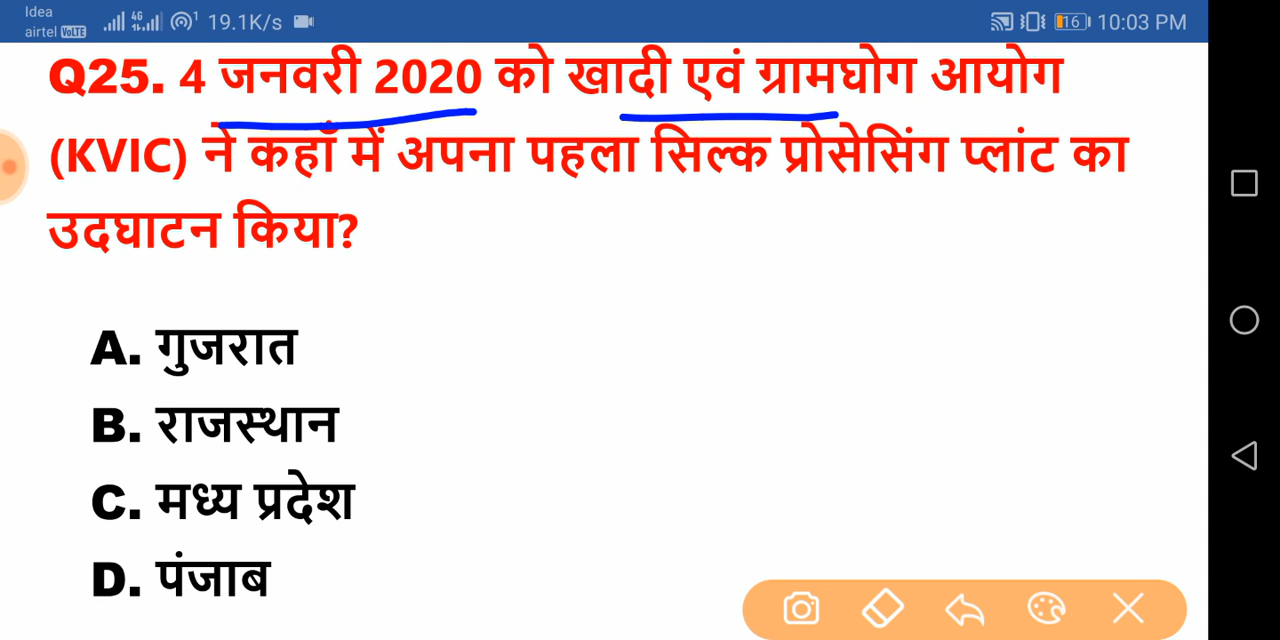 Idea
airtel VoLTE 4G 1 19.1K/s 16 10:03 PM
Q25. 4 जनवरी 2020 को खादी एवं ग्रामघोग आयोग
(KVIC) ने कहाँ में अपना पहला सिल्क प्रोसेसिंग प्लांट का
उदघाटन किया?
A. गुजरात
B. राजस्थान
C. मध्य प्रदेश
D. पंजाब